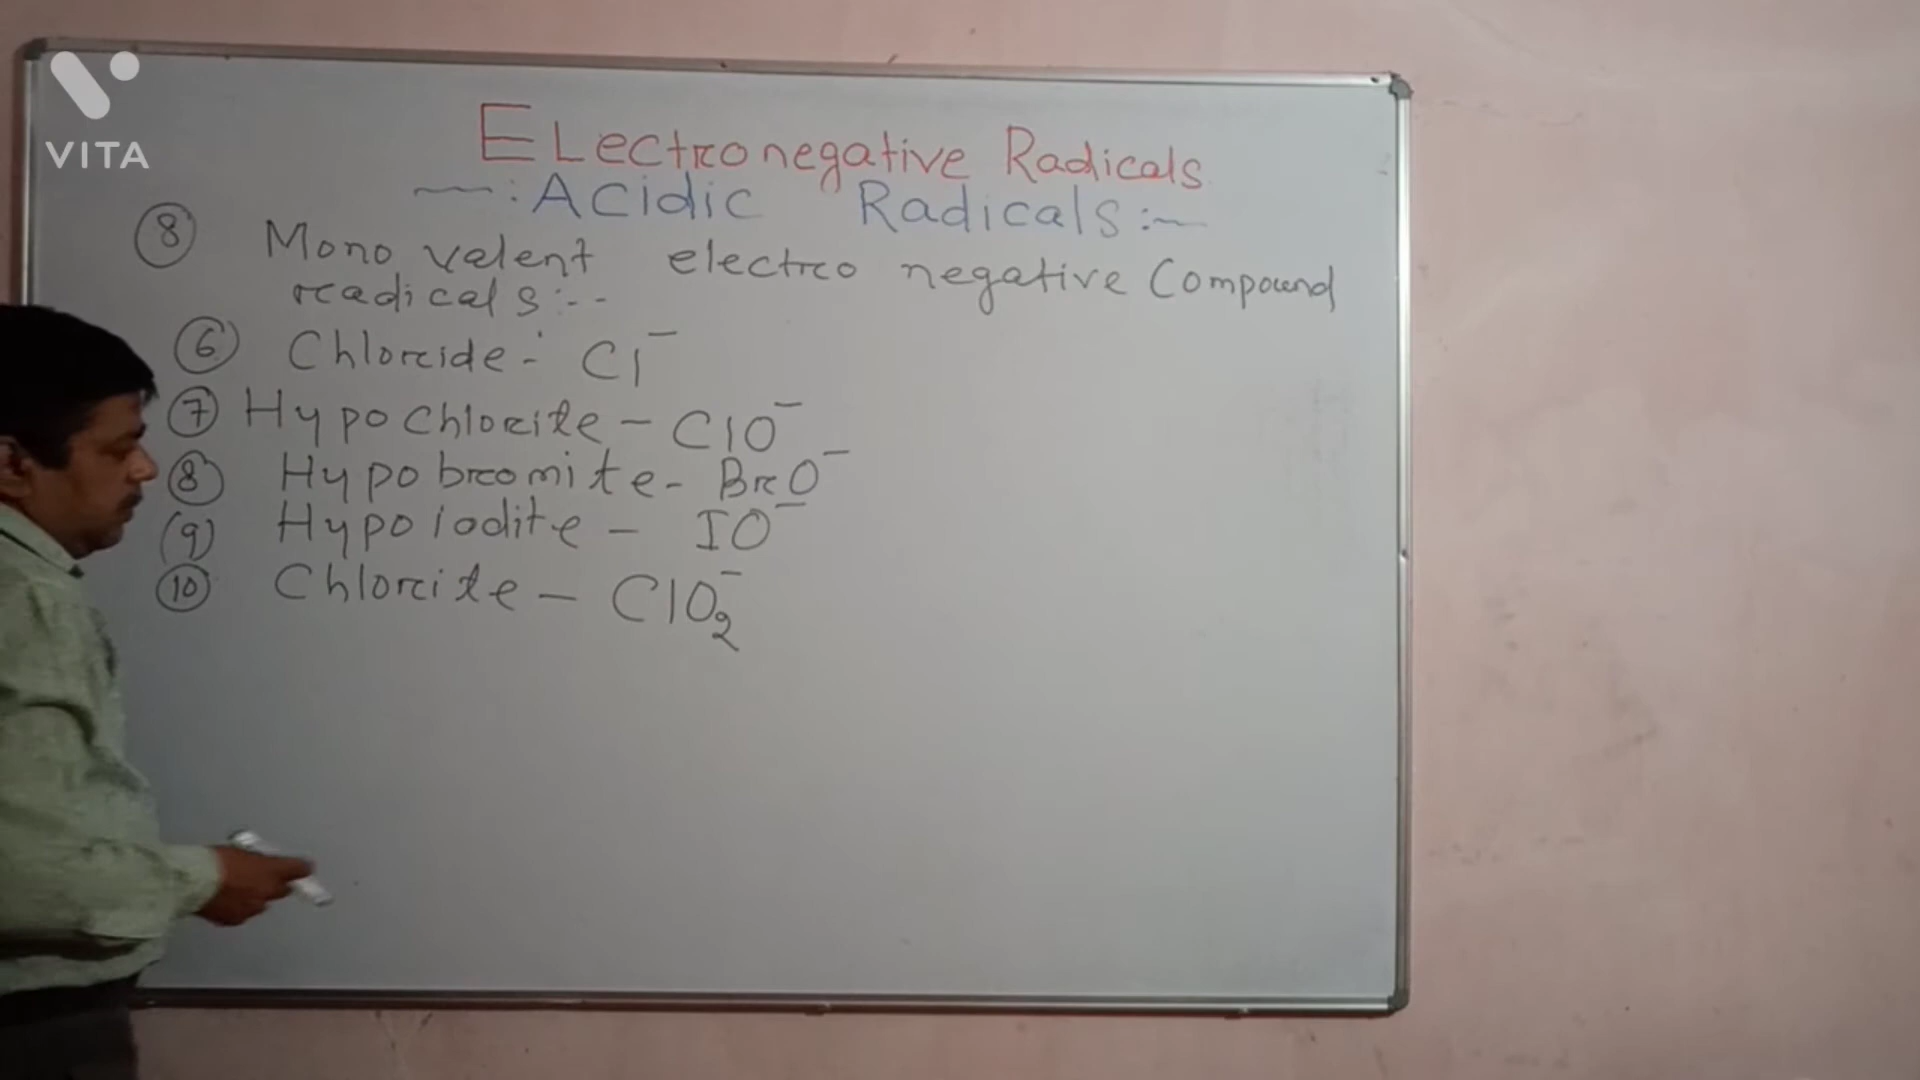 VITA
ELectronegative Radicals
~:Acidic Radicals:~
⑧ Mono valent electro negative Compound
radicals:--
⑥ Chloride-: Cl⁻
⑦ Hypochlorite - ClO⁻
⑧ Hypobromite - BrO⁻
(9) Hypoiodite - IO⁻
⑩ Chlorite - ClO₂⁻